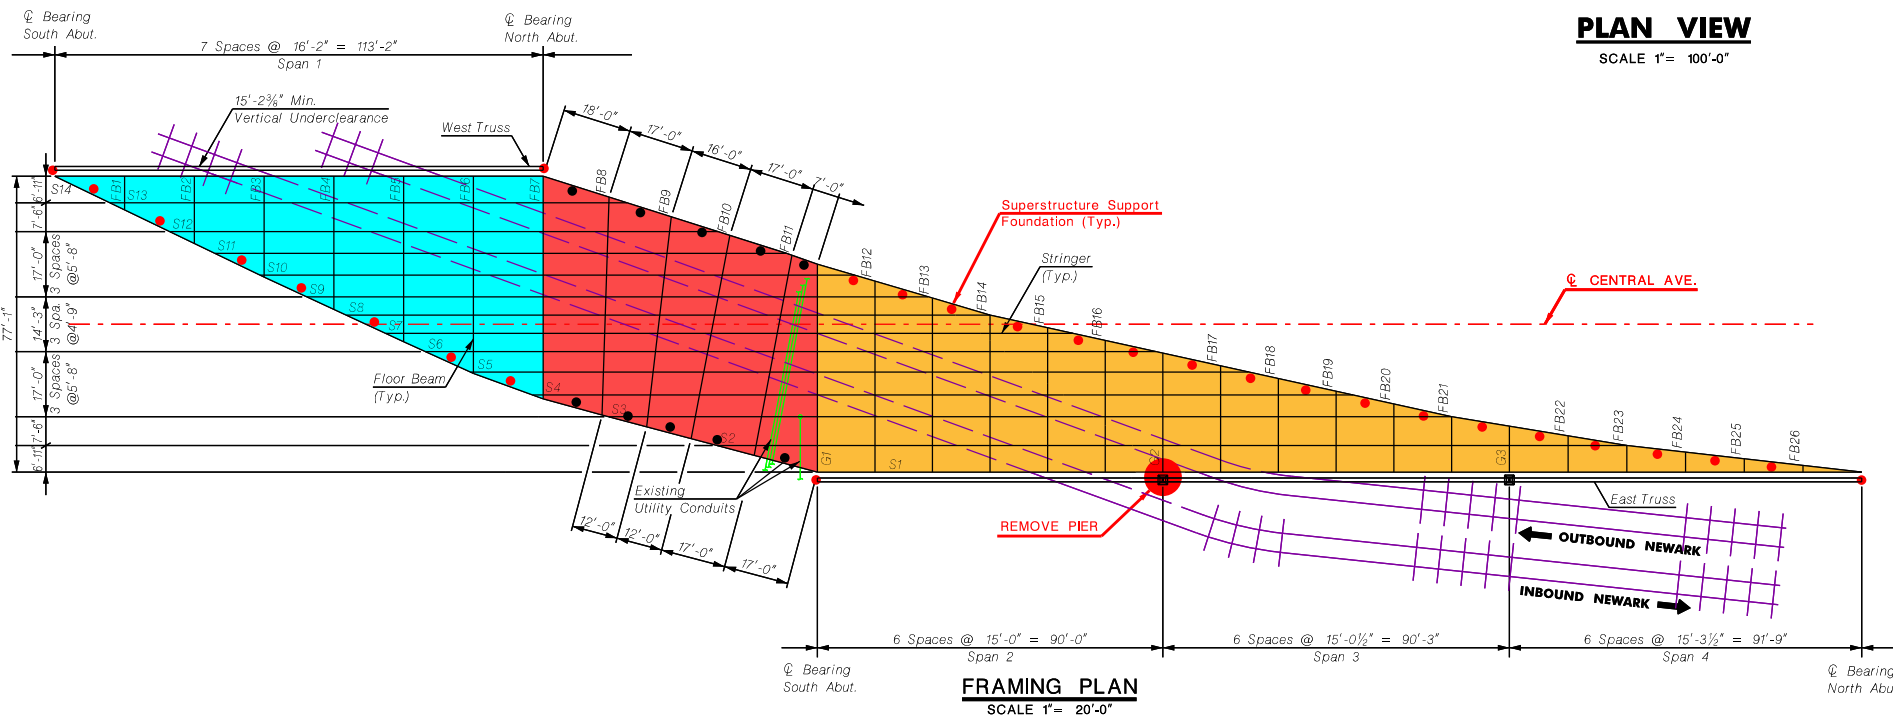 ℄ Bearing
South Abut.
℄ Bearing
North Abut.
7 Spaces @ 16'-2" = 113'-2"
Span 1
PLAN VIEW
SCALE 1"= 100'-0"
15'-2⅜" Min.
Vertical Underclearance
West Truss
18'-0"
17'-0"
16'-0"
17'-0"
7'-0"
S14
FB1
S13
FB2
FB3
FB4
FB5
FB6
FB7
FB8
FB9
FB10
FB11
S12
S11
S10
S9
S8
S7
S6
S5
S4
S3
S2
77'-1"
6'-11"
7'-6"
17'-0"
3 Spaces
@5'-8"
14'-3"
3 Spa.
@4'-9"
17'-0"
3 Spaces
@5'-8"
7'-6"
6'-11"
Superstructure Support
Foundation (Typ.)
Stringer
(Typ.)
℄ CENTRAL AVE.
FB12
FB13
FB14
FB15
FB16
FB17
FB18
FB19
FB20
FB21
FB22
FB23
FB24
FB25
FB26
Floor Beam
(Typ.)
G1
S1
G2
G3
Existing
Utility Conduits
12'-0"
12'-0"
17'-0"
17'-0"
REMOVE PIER
East Truss
OUTBOUND NEWARK
INBOUND NEWARK
6 Spaces @ 15'-0" = 90'-0"
Span 2
6 Spaces @ 15'-0½" = 90'-3"
Span 3
6 Spaces @ 15'-3½" = 91'-9"
Span 4
℄ Bearing
South Abut.
℄ Bearing
North Abu
FRAMING PLAN
SCALE 1"= 20'-0"